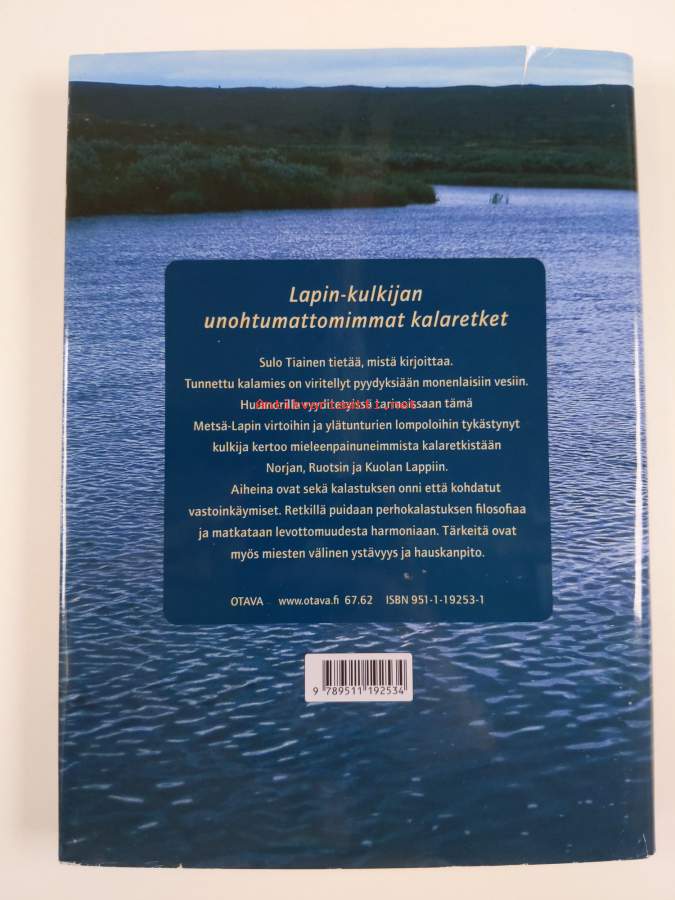 Lapin-kulkijan
unohtumattomimmat kalaretket
Sulo Tiainen tietää, mistä kirjoittaa.
Tunnettu kalamies on viritellyt pyydyksiään monenlaisiin vesiin.
Huumorilla ryyditetyissä tarinoissaan tämä
Metsä-Lapin virtoihin ja ylätunturien lompoloihin tykästynyt
kulkija kertoo mieleenpainuneimmista kalaretkistään
Norjan, Ruotsin ja Kuolan Lappiin.
Aiheina ovat sekä kalastuksen onni että kohdatut
vastoinkäymiset. Retkillä puidaan perhokalastuksen filosofiaa
ja matkataan levottomuudesta harmoniaan. Tärkeitä ovat
myös miesten välinen ystävyys ja hauskanpito.
OTAVA www.otava.fi 67.62 ISBN 951-1-19253-1
9 789511 192534